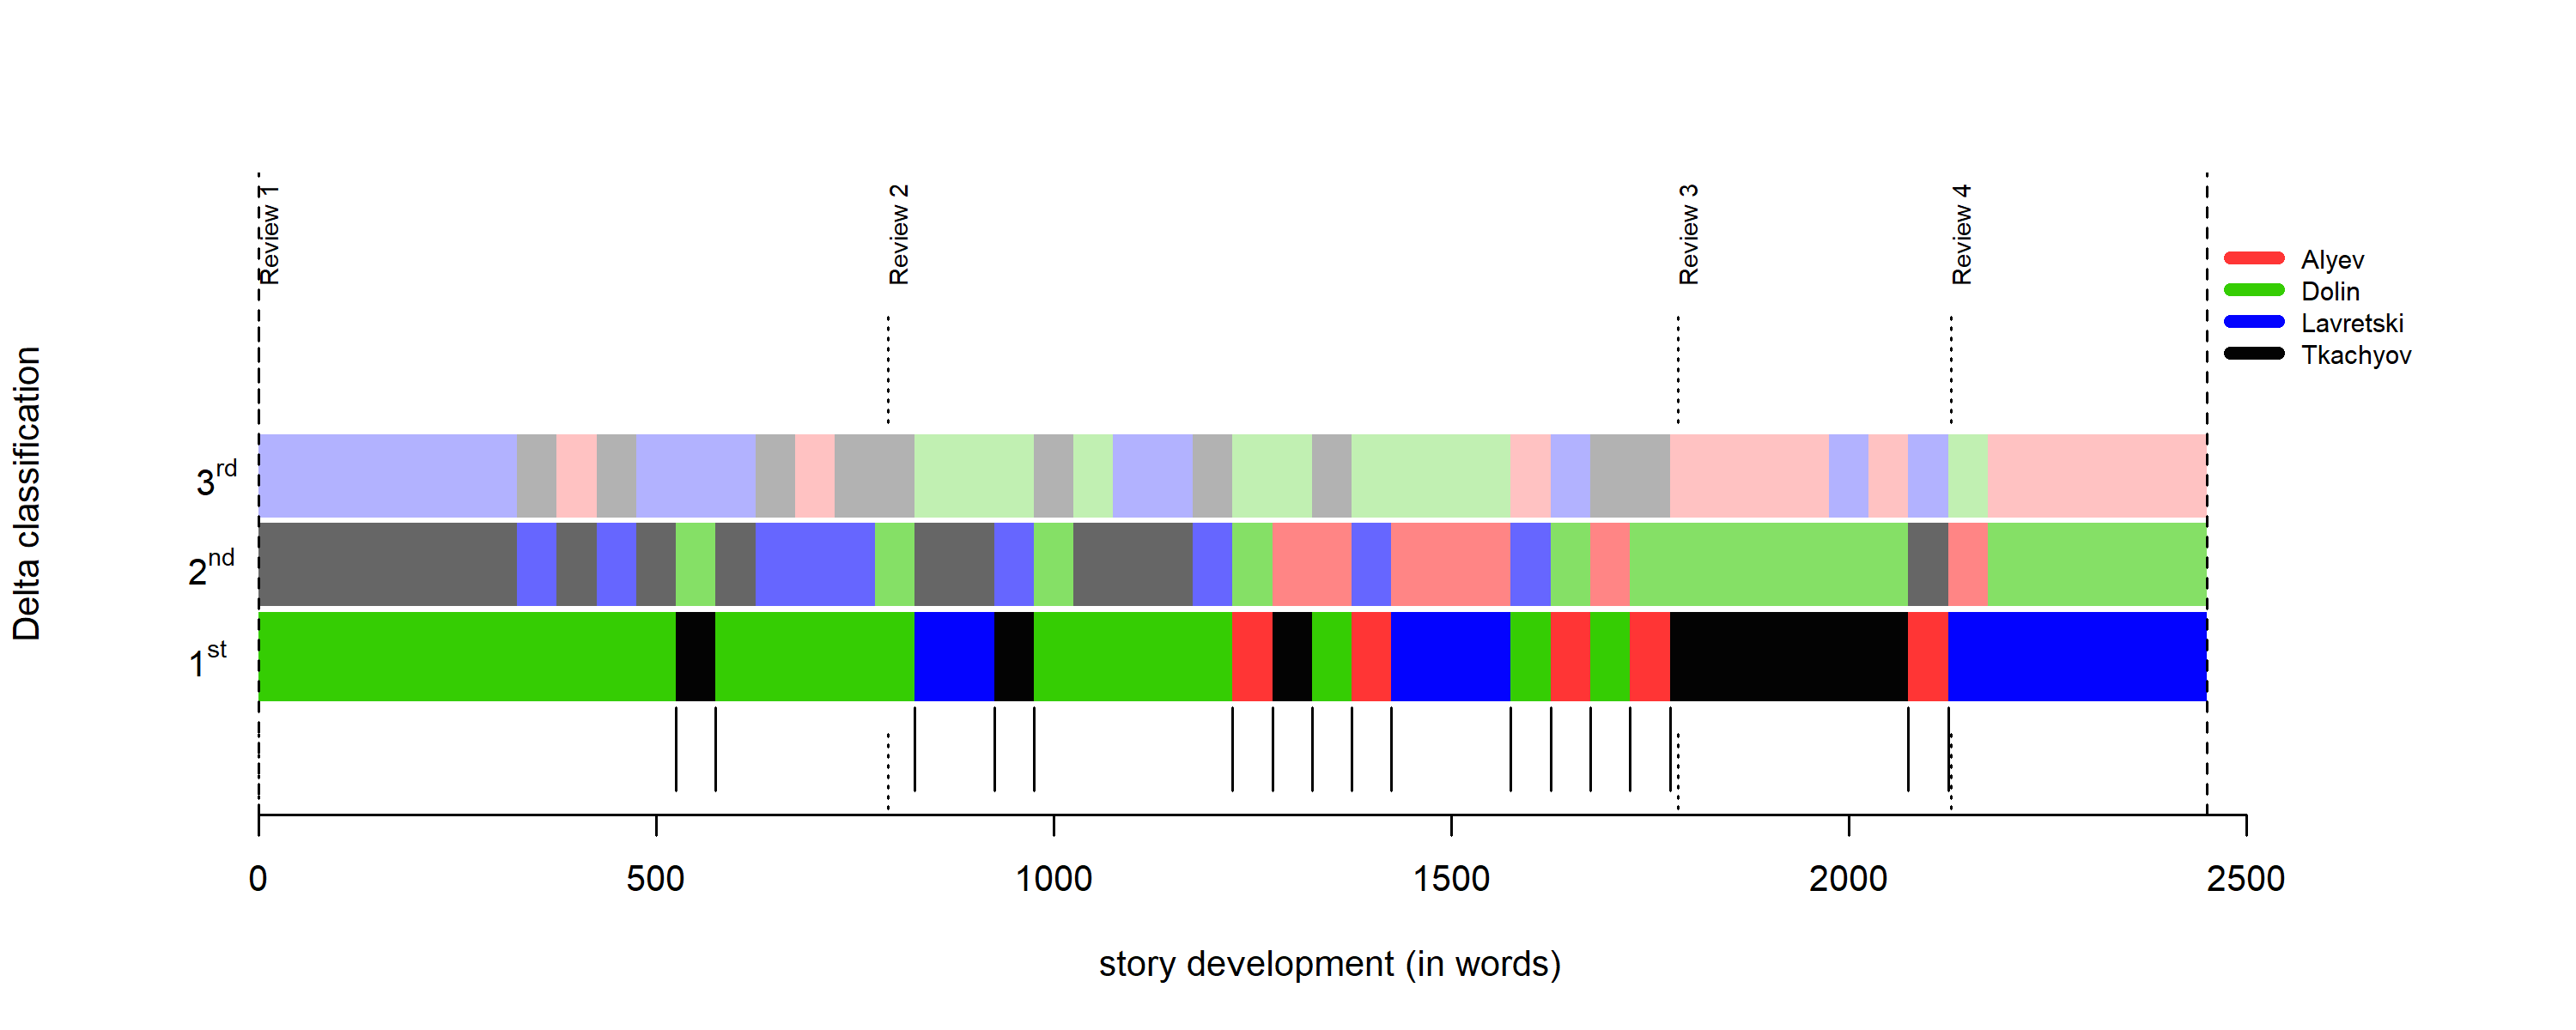 Review 1
Review 2
Review 3
Review 4
Alyev
Dolin
Lavretski
Tkachyov
Delta classification
3rd
2nd
1st
0 500 1000 1500 2000 2500
story development (in words)